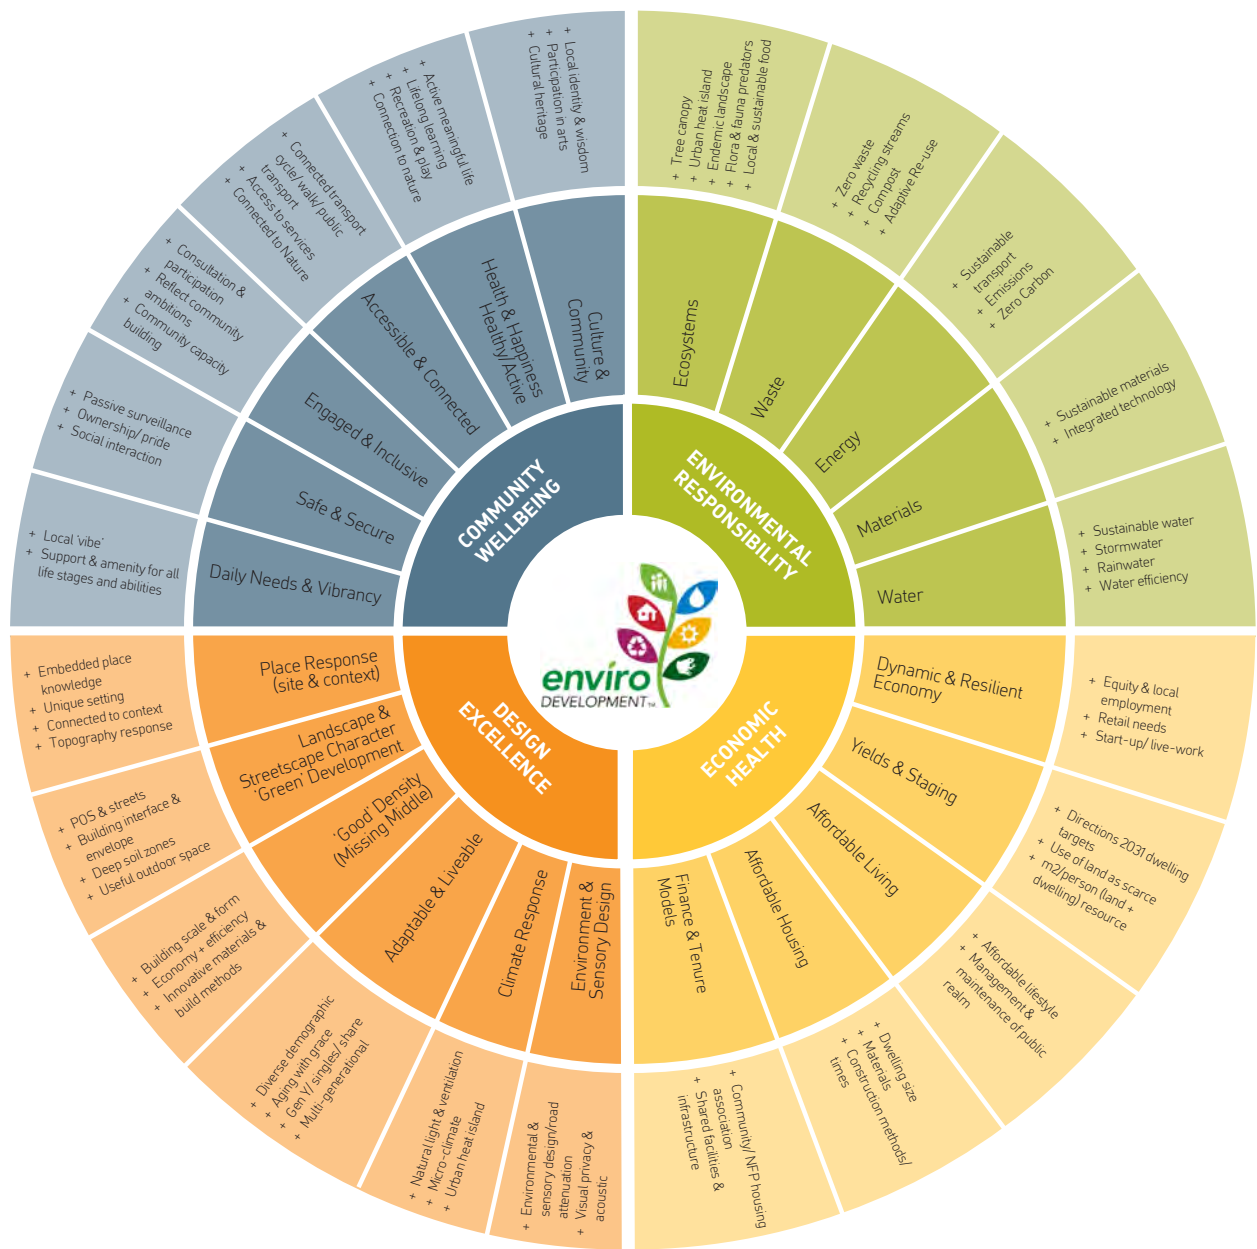 enviro
DEVELOPMENT™
COMMUNITY
WELLBEING
Culture &
Community
+ Local identity & wisdom
+ Participation in arts
+ Cultural heritage
Health & Happiness
Healthy/Active
+ Active meaningful life
+ Lifelong learning
+ Recreation & play
+ Connection to nature
Accessible & Connected
+ Connected transport
cycle/ walk/ public
transport
+ Access to services
+ Connected to Nature
Engaged & Inclusive
+ Consultation &
participation
+ Reflect community
ambitions
+ Community capacity
building
Safe & Secure
+ Passive surveillance
+ Ownership/ pride
+ Social interaction
Daily Needs & Vibrancy
+ Local 'vibe'
+ Support & amenity for all
life stages and abilities
ENVIRONMENTAL
RESPONSIBILITY
Ecosystems
+ Tree canopy
+ Urban heat island
+ Endemic landscape
+ Flora & fauna predators
+ Local & sustainable food
Waste
+ Zero waste
+ Recycling streams
+ Compost
+ Adaptive Re-use
Energy
+ Sustainable
transport
+ Emissions
+ Zero Carbon
Materials
+ Sustainable materials
+ Integrated technology
Water
+ Sustainable water
+ Stormwater
+ Rainwater
+ Water efficiency
ECONOMIC
HEALTH
Dynamic & Resilient
Economy
+ Equity & local
employment
+ Retail needs
+ Start-up/ live-work
Yields & Staging
+ Directions 2031 dwelling
targets
+ Use of land as scarce
+ m2/person (land +
dwelling) resource
Affordable Living
+ Affordable lifestyle
+ Management &
maintenance of public
realm
Affordable Housing
+ Dwelling size
+ Materials
+ Construction methods/
times
Finance & Tenure
Models
+ Community/ NFP housing
association
+ Shared facilities &
infrastructure
DESIGN
EXCELLENCE
Place Response
(site & context)
+ Embedded place
knowledge
+ Unique setting
+ Connected to context
+ Topography response
Landscape &
Streetscape Character
'Green' Development
+ POS & streets
+ Building interface &
envelope
+ Deep soil zones
+ Useful outdoor space
'Good' Density
(Missing Middle)
+ Building scale & form
+ Economy + efficiency
+ Innovative materials &
build methods
Adaptable & Liveable
+ Diverse demographic
+ Aging with grace
+ Gen Y/ singles/ share
+ Multi-generational
Climate Response
+ Natural light & ventilation
+ Micro-climate
+ Urban heat island
Environment &
Sensory Design
+ Environmental &
sensory design/road
attenuation
+ Visual privacy &
acoustic